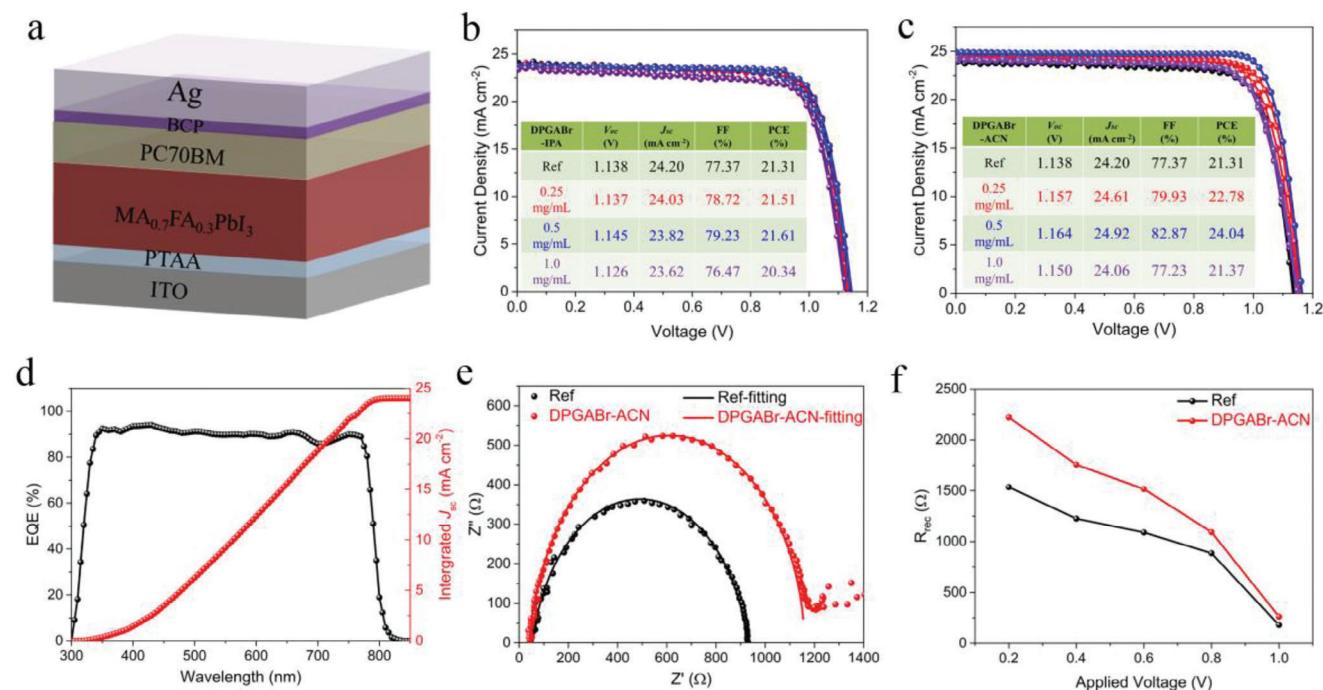 a
Ag
BCP
PC70BM
MA0.7FA0.3PbI3
PTAA
ITO
b
Current Density (mA cm-2)
25
20
15
10
5
0
DPGABr-IPA Voc (V) Jsc (mA cm-2) FF (%) PCE (%)
Ref 1.138 24.20 77.37 21.31
0.25 mg/mL 1.137 24.03 78.72 21.51
0.5 mg/mL 1.145 23.82 79.23 21.61
1.0 mg/mL 1.126 23.62 76.47 20.34
0.0 0.2 0.4 0.6 0.8 1.0 1.2
Voltage (V)
c
Current Density (mA cm-2)
30
25
20
15
10
5
0
DPGABr-ACN Voc (V) Jsc (mA cm-2) FF (%) PCE (%)
Ref 1.138 24.20 77.37 21.31
0.25 mg/mL 1.157 24.61 79.93 22.78
0.5 mg/mL 1.164 24.92 82.87 24.04
1.0 mg/mL 1.150 24.06 77.23 21.37
0.0 0.2 0.4 0.6 0.8 1.0 1.2
Voltage (V)
d
EQE (%)
100
80
60
40
20
0
Intergrated Jsc (mA cm-2)
25
20
15
10
5
0
300 400 500 600 700 800
Wavelength (nm)
e
Z'' (Ω)
600
500
400
300
200
100
0
Ref Ref-fitting
DPGABr-ACN DPGABr-ACN-fitting
0 200 400 600 800 1000 1200 1400
Z' (Ω)
f
Rrec (Ω)
2500
2000
1500
1000
500
0
Ref
DPGABr-ACN
0.2 0.4 0.6 0.8 1.0
Applied Voltage (V)